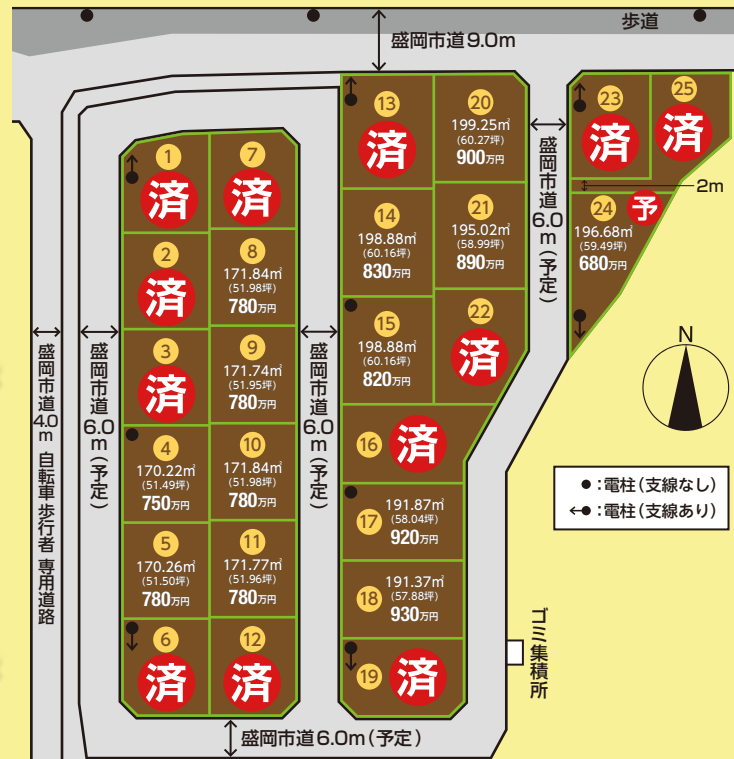 歩道
盛岡市道9.0m
1
済
7
済
2
済
8
171.84㎡
(51.98坪)
780万円
3
済
9
171.74㎡
(51.95坪)
780万円
4
170.22㎡
(51.49坪)
750万円
10
171.84㎡
(51.98坪)
780万円
5
170.26㎡
(51.50坪)
780万円
11
171.77㎡
(51.96坪)
780万円
6
済
12
済
13
済
20
199.25㎡
(60.27坪)
900万円
14
198.88㎡
(60.16坪)
830万円
21
195.02㎡
(58.99坪)
890万円
15
198.88㎡
(60.16坪)
820万円
22
済
16
済
17
191.87㎡
(58.04坪)
920万円
18
191.37㎡
(57.88坪)
930万円
19
済
23
済
25
済
2m
24
予
196.68㎡
(59.49坪)
680万円
盛岡市道4.0m 自転車 歩行者 専用道路
盛岡市道6.0m(予定)
盛岡市道6.0m(予定)
盛岡市道6.0m(予定)
盛岡市道6.0m(予定)
N
:電柱(支線なし)
:電柱(支線あり)
ゴミ集積所